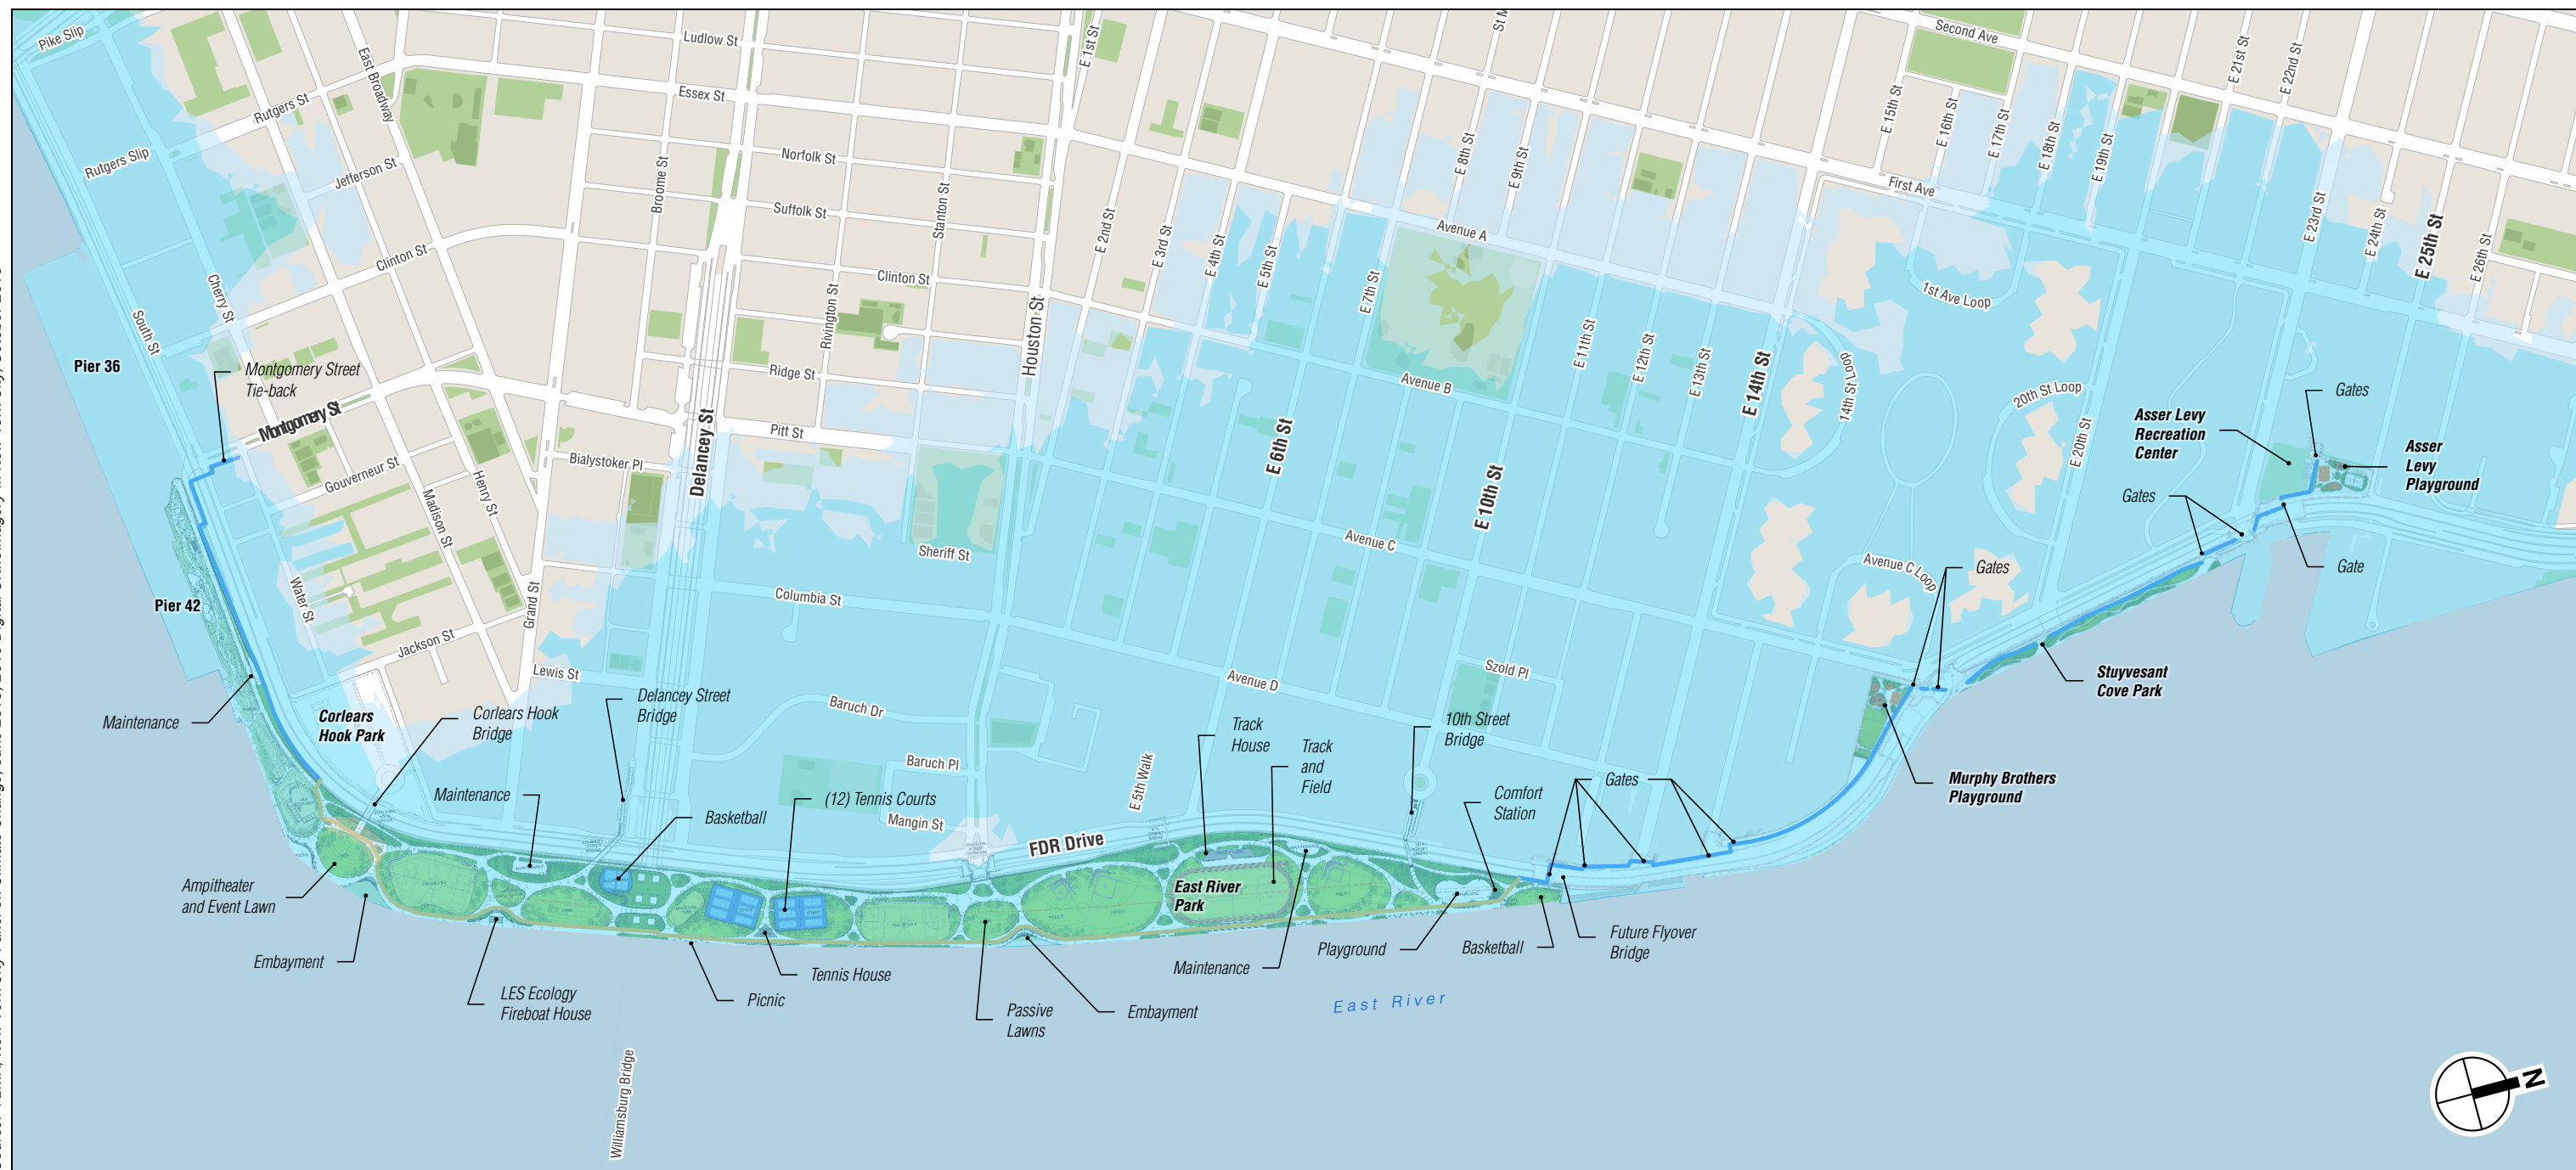 Pike Slip
East Broadway
Ludlow St
E 1st St
St M
Second Ave
E 21st St
E 22nd St
Rutgers St
Essex St
E 15th St
E 16th St
E 17th St
E 18th St
E 19th St
Rutgers Slip
Jefferson St
Norfolk St
Broome St
Suffolk St
Stanton St
E 2nd St
E 3rd St
E 4th St
E 5th St
E 7th St
E 8th St
E 9th St
Avenue A
First Ave
E 23rd St
E 24th St
E 25th St
E 26th St
Clinton St
Clinton St
Cherry St
South St
Rivington St
Houston St
1st Ave Loop
Pier 36
Montgomery Street
Tie-back
Montgomery St
Ridge St
Avenue B
E 11th St
E 12th St
E 13th St
E 14th St
14th St Loop
20th St Loop
E 20th St
Gates
Asser Levy
Recreation
Center
Asser
Levy
Playground
Gates
Gate
Gouverneur St
Henry St
Madison St
Bialystoker Pl
Delancey St
Pitt St
E 6th St
E 10th St
Avenue C
Sheriff St
Avenue C Loop
Gates
Pier 42
Water St
Grand St
Jackson St
Columbia St
Lewis St
Avenue D
Szold Pl
Stuyvesant
Cove Park
Maintenance
Corlears
Hook Park
Corlears Hook
Bridge
Delancey Street
Bridge
Baruch Dr
Baruch Pl
E 5th Walk
Track
House
Track
and
Field
10th Street
Bridge
Gates
Comfort
Station
Murphy Brothers
Playground
Maintenance
Basketball
(12) Tennis Courts
Mangin St
FDR Drive
Ampitheater
and Event Lawn
East River
Park
Embayment
LES Ecology
Fireboat House
Picnic
Tennis House
Passive
Lawns
Embayment
Maintenance
Playground
Basketball
Future Flyover
Bridge
East River
Williamsburg Bridge
N